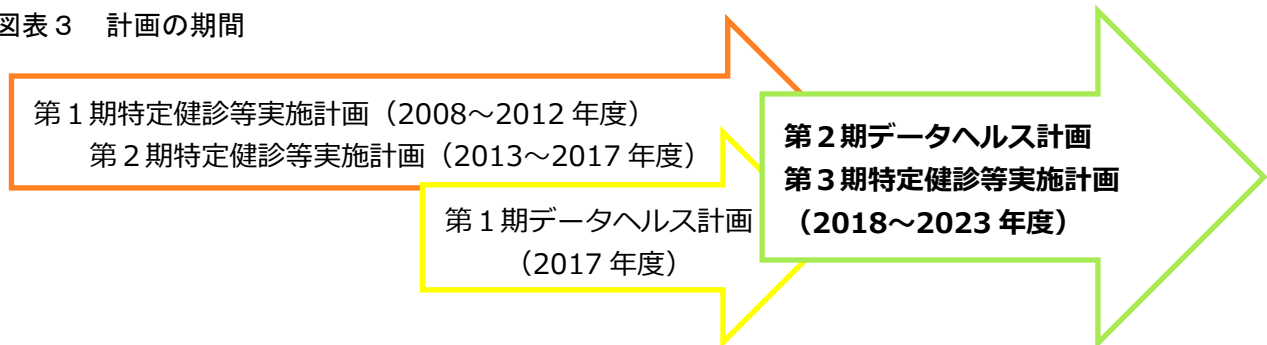 図表３　計画の期間
第１期特定健診等実施計画（2008～2012 年度）
第２期特定健診等実施計画（2013～2017 年度）
第１期データヘルス計画
（2017 年度）
第２期データヘルス計画
第３期特定健診等実施計画
（2018～2023 年度）